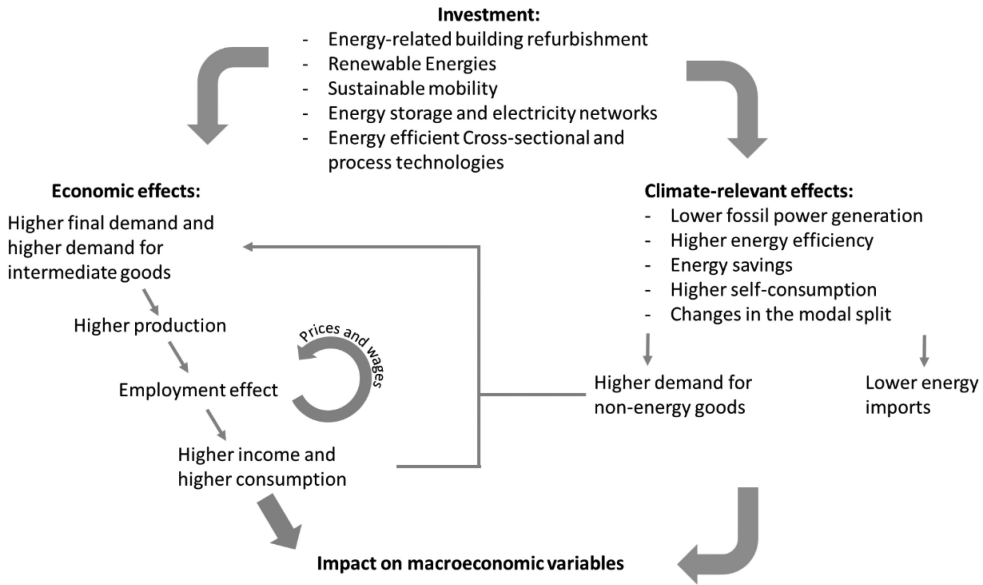 Investment:
- Energy-related building refurbishment
- Renewable Energies
- Sustainable mobility
- Energy storage and electricity networks
- Energy efficient Cross-sectional and
process technologies
Economic effects:
Higher final demand and
higher demand for
intermediate goods
Higher production
Employment effect
Higher income and
higher consumption
Prices and wages
Climate-relevant effects:
- Lower fossil power generation
- Higher energy efficiency
- Energy savings
- Higher self-consumption
- Changes in the modal split
Higher demand for
non-energy goods
Lower energy
imports
Impact on macroeconomic variables